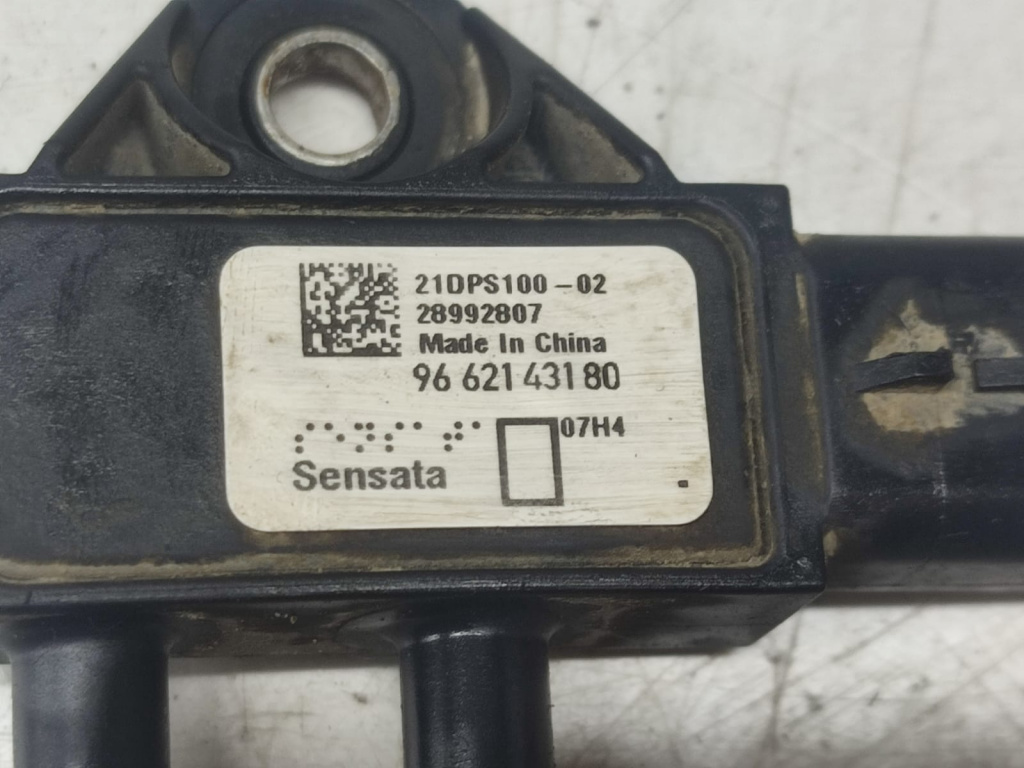 21DPS100-02
28992807
Made In China
96 621 431 80
07H4
Sensata